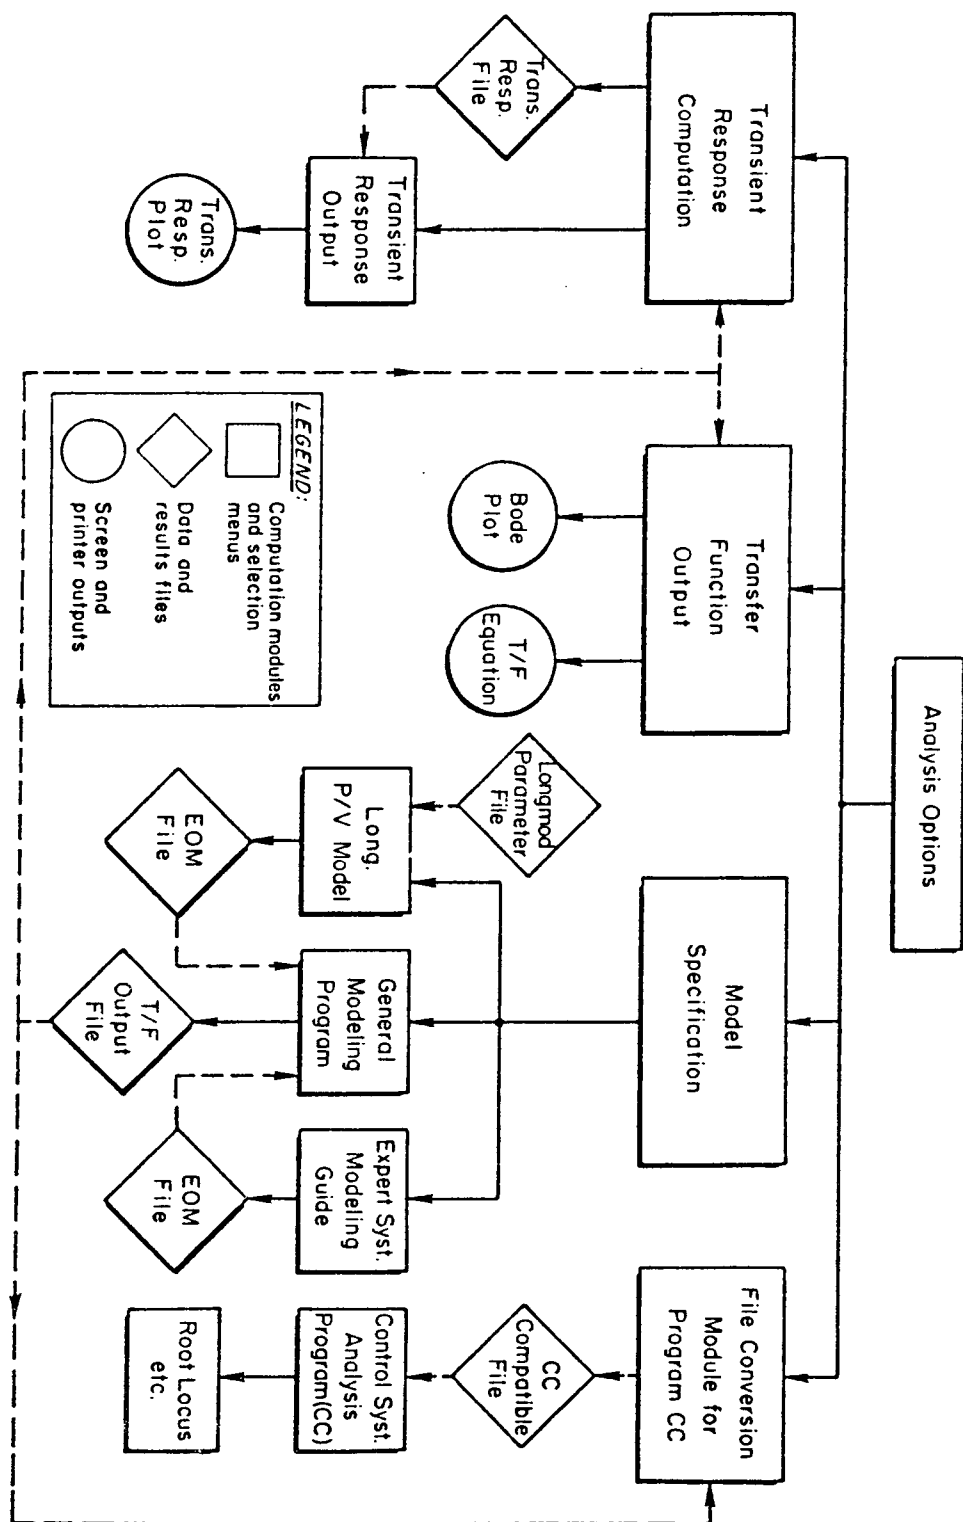 Analysis Options
Transient
Response
Computation
Transfer
Function
Output
Model
Specification
File Conversion
Module for
Program CC
Trans.
Resp.
File
Bode
Plot
T/F
Equation
Longmod
Parameter
File
CC
Compatible
File
Transient
Response
Output
Long.
P/V Model
General
Modeling
Program
Expert Syst.
Modeling
Guide
Control Syst.
Analysis
Program(CC)
Trans.
Resp.
Plot
EOM
File
T/F
Output
File
EOM
File
Root Locus
etc.
LEGEND:
Computation modules
and selection
menus
Data and
results files
Screen and
printer outputs